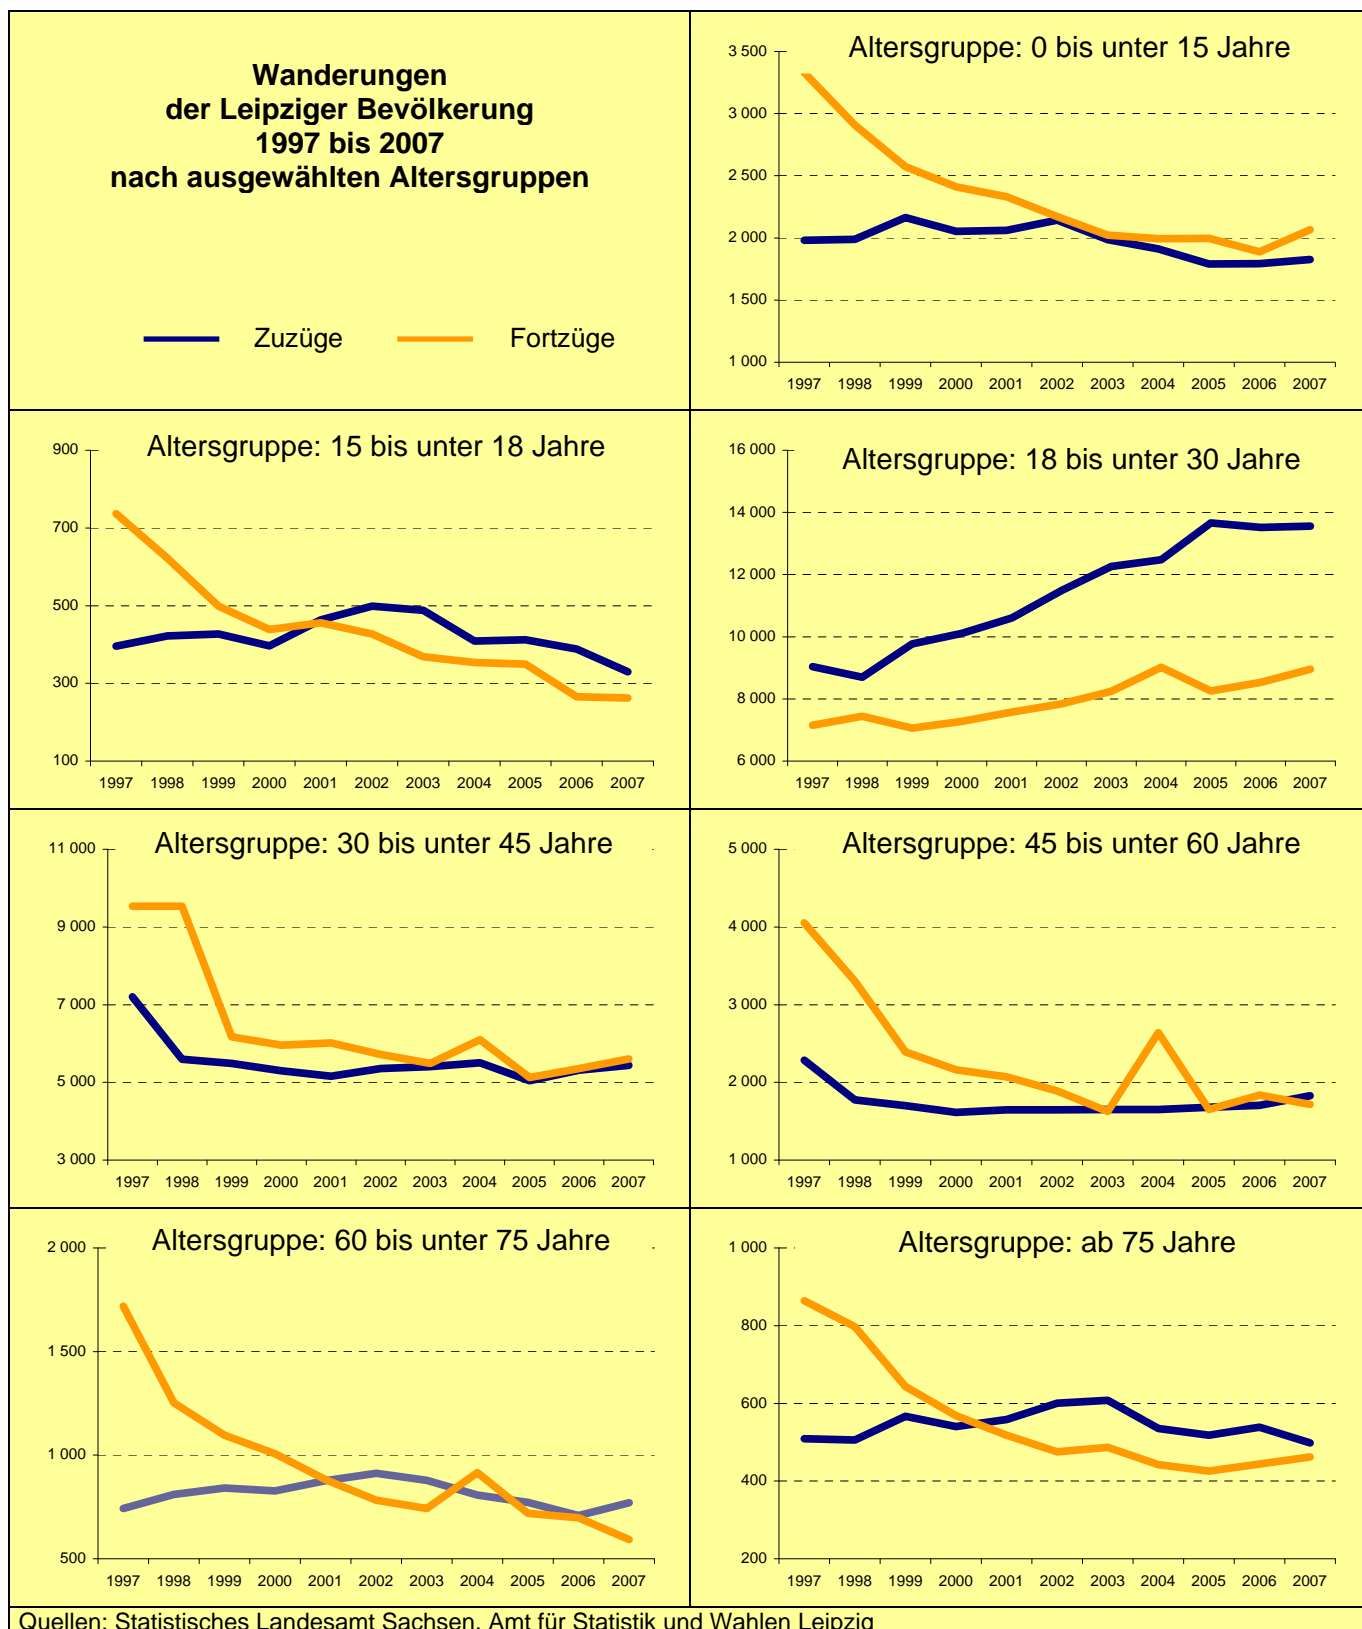 Wanderungen
der Leipziger Bevölkerung
1997 bis 2007
nach ausgewählten Altersgruppen
Zuzüge Fortzüge
Altersgruppe: 0 bis unter 15 Jahre
3 500
3 000
2 500
2 000
1 500
1 000
1997 1998 1999 2000 2001 2002 2003 2004 2005 2006 2007
Altersgruppe: 15 bis unter 18 Jahre
900
700
500
300
100
1997 1998 1999 2000 2001 2002 2003 2004 2005 2006 2007
Altersgruppe: 18 bis unter 30 Jahre
16 000
14 000
12 000
10 000
8 000
6 000
1997 1998 1999 2000 2001 2002 2003 2004 2005 2006 2007
Altersgruppe: 30 bis unter 45 Jahre
11 000
9 000
7 000
5 000
3 000
1997 1998 1999 2000 2001 2002 2003 2004 2005 2006 2007
Altersgruppe: 45 bis unter 60 Jahre
5 000
4 000
3 000
2 000
1 000
1997 1998 1999 2000 2001 2002 2003 2004 2005 2006 2007
Altersgruppe: 60 bis unter 75 Jahre
2 000
1 500
1 000
500
1997 1998 1999 2000 2001 2002 2003 2004 2005 2006 2007
Altersgruppe: ab 75 Jahre
1 000
800
600
400
200
1997 1998 1999 2000 2001 2002 2003 2004 2005 2006 2007
Quellen: Statistisches Landesamt Sachsen, Amt für Statistik und Wahlen Leipzig